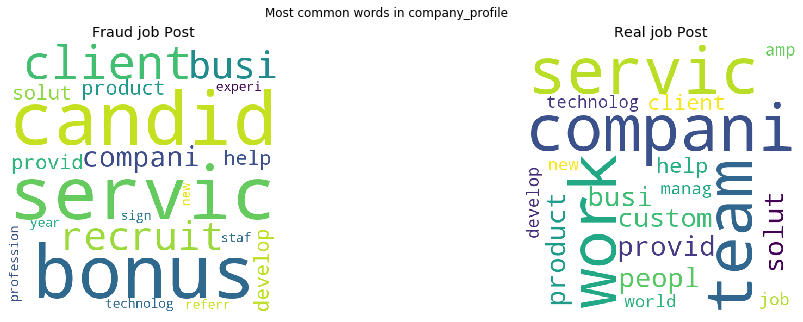 Most common words in company_profile
Fraud job Post
client
busi
solut
product
experi
candid
provid
compani
help
servic
new
year
sign
recruit
staf
profession
bonus
develop
technolog
referr
Real job Post
amp
servic
technolog
client
compani
new
help
develop
work
busi
manag
team
product
custom
solut
provid
peopl
world
job